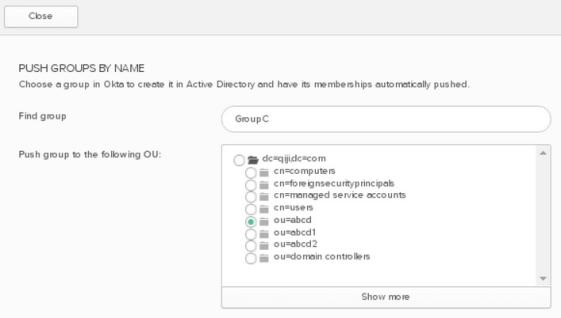 Close
PUSH GROUPS BY NAME
Choose a group in Okta to create it in Active Directory and have its memberships automatically pushed.
Find group
GroupC
Push group to the following OU:
dc=qiji,dc=com
cn=computers
cn=foreignsecurityprincipals
cn=managed service accounts
cn=users
ou=abcd
ou=abcd1
ou=abcd2
ou=domain controllers
Show more